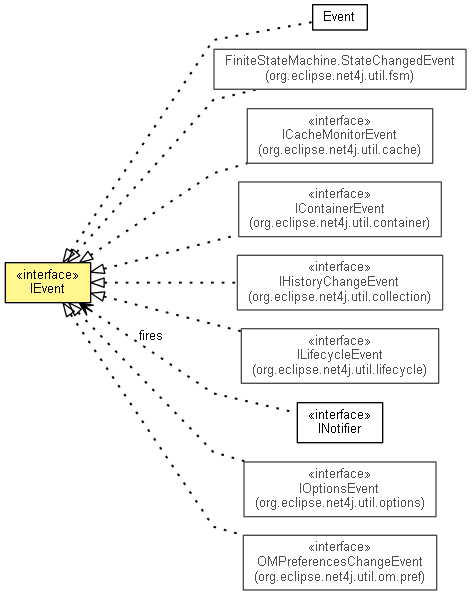 Event
FiniteStateMachine.StateChangedEvent
(org.eclipse.net4j.util.fsm)
«interface»
ICacheMonitorEvent
(org.eclipse.net4j.util.cache)
«interface»
IContainerEvent
(org.eclipse.net4j.util.container)
«interface»
IEvent
«interface»
IHistoryChangeEvent
(org.eclipse.net4j.util.collection)
fires
«interface»
ILifecycleEvent
(org.eclipse.net4j.util.lifecycle)
«interface»
INotifier
«interface»
IOptionsEvent
(org.eclipse.net4j.util.options)
«interface»
OMPreferencesChangeEvent
(org.eclipse.net4j.util.om.pref)